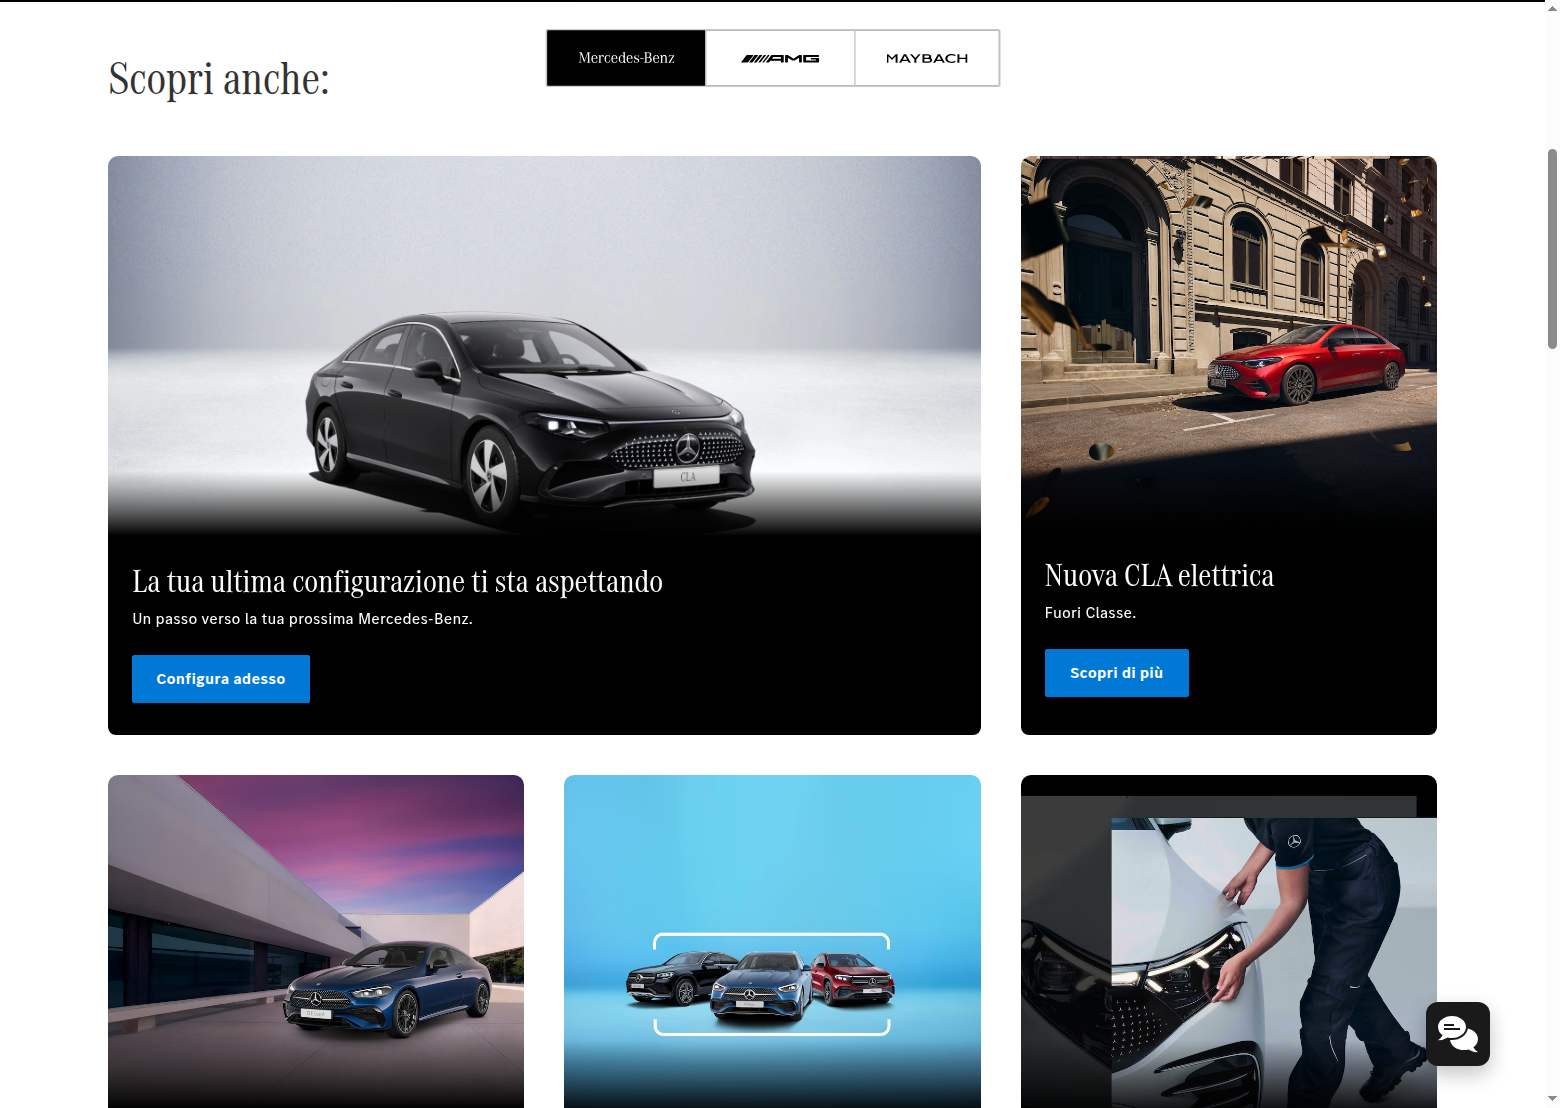 Mercedes-Benz
AMG
MAYBACH
Scopri anche:
CLA
La tua ultima configurazione ti sta aspettando
Un passo verso la tua prossima Mercedes-Benz.
Configura adesso
Nuova CLA elettrica
Fuori Classe.
Scopri di più